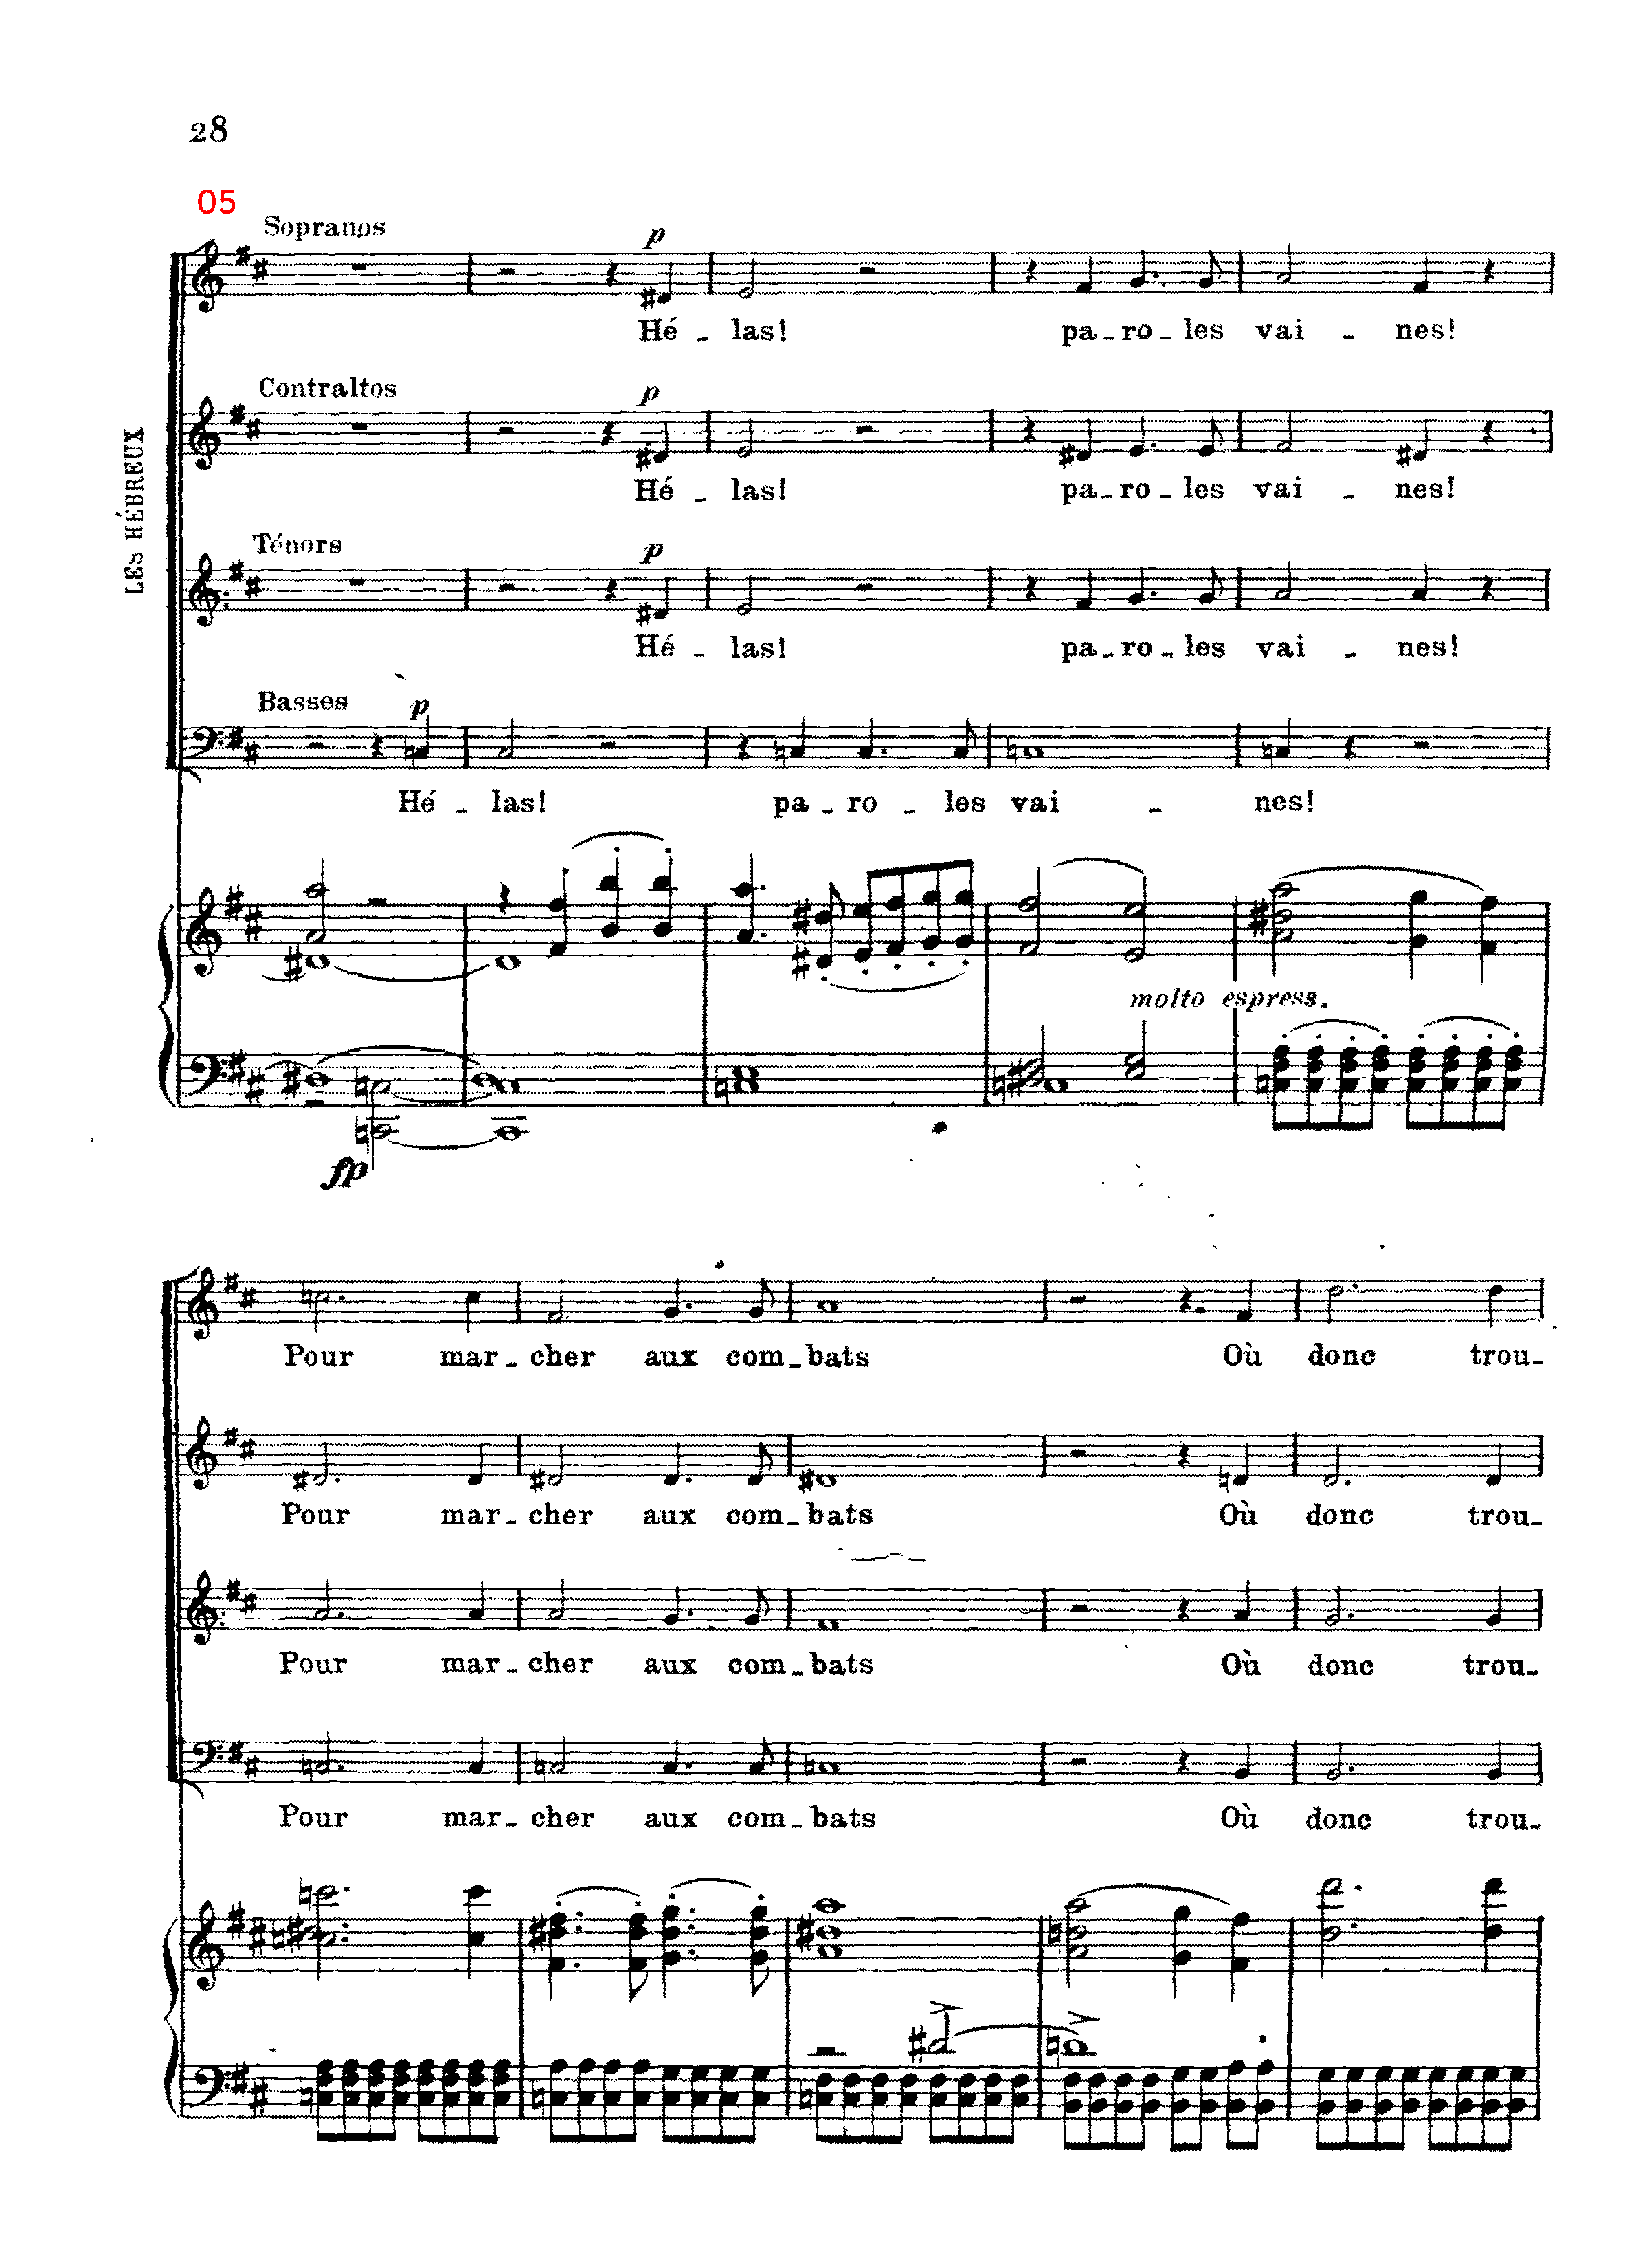 28
05
Sopranos
p
Hé - las! pa - ro - les vai - nes!
Contraltos
p
Hé - las! pa - ro - les vai - nes!
LES HÉBREUX
Ténors
p
Hé - las! pa - ro - les vai - nes!
Basses
p
Hé - las! pa - ro - les vai - nes!
molto espress.
fp
Pour mar - cher aux com - bats Où donc trou -
Pour mar - cher aux com - bats Où donc trou -
Pour mar - cher aux com - bats Où donc trou -
Pour mar - cher aux com - bats Où donc trou -